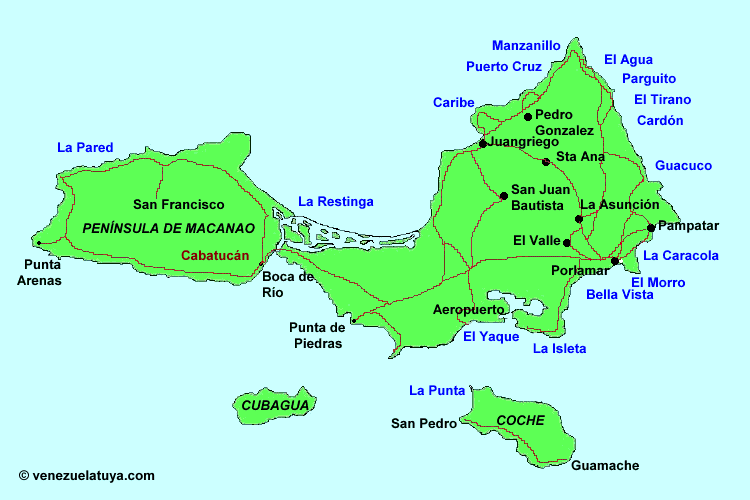 Manzanillo
El Agua
Puerto Cruz
Parguito
El Tirano
Caribe
Pedro
Gonzalez
Cardón
Juangriego
La Pared
Sta Ana
Guacuco
San Francisco
La Restinga
San Juan
Bautista
La Asunción
PENÍNSULA DE MACANAO
Pampatar
El Valle
Cabatucán
La Caracola
Punta
Arenas
Boca de
Río
Porlamar
El Morro
Bella Vista
Aeropuerto
Punta de
Piedras
El Yaque
La Isleta
La Punta
CUBAGUA
San Pedro
COCHE
Guamache
© venezuelatuya.com